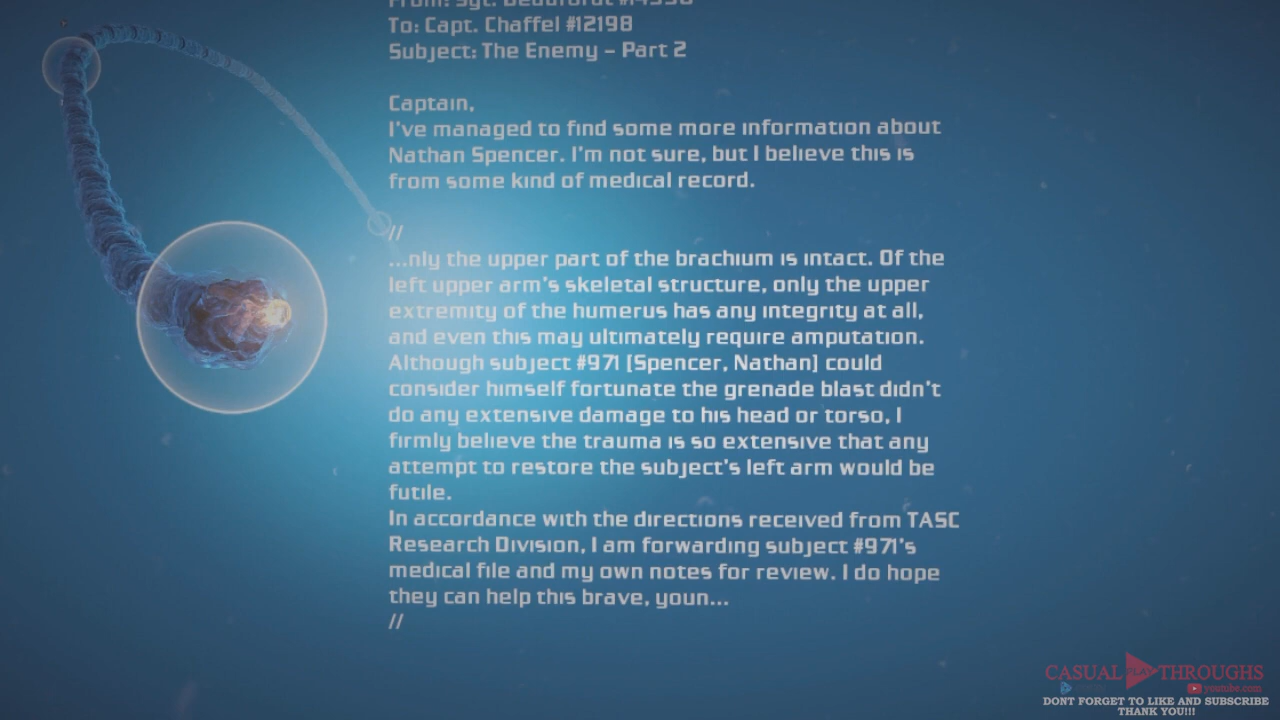 From: Sgt.
To: Capt. Chaffel #12198
Subject: The Enemy – Part 2
Captain,
I've managed to find some more information about
Nathan Spencer. I'm not sure, but I believe this is
from some kind of medical record.
//
...nly the upper part of the brachium is intact. Of the
left upper arm's skeletal structure, only the upper
extremity of the humerus has any integrity at all,
and even this may ultimately require amputation.
Although subject #971 [Spencer, Nathan] could
consider himself fortunate the grenade blast didn't
do any extensive damage to his head or torso, I
firmly believe the trauma is so extensive that any
attempt to restore the subject's left arm would be
futile.
In accordance with the directions received from TASC
Research Division, I am forwarding subject #971's
medical file and my own notes for review. I do hope
they can help this brave, youn...
//
CASUAL PLAY THROUGHS
youtube.com
DONT FORGET TO LIKE AND SUBSCRIBE
THANK YOU!!!